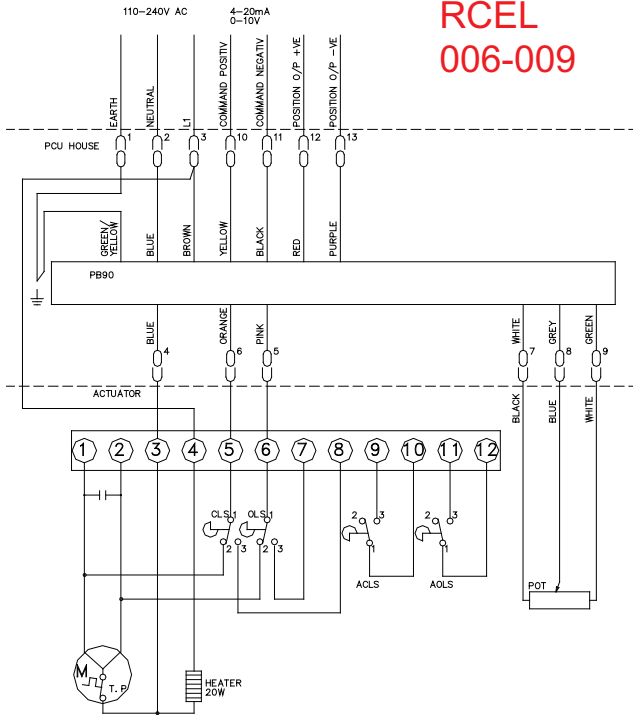 110-240V AC
4-20mA
0-10V
RCEL
006-009
EARTH
NEUTRAL
L1
COMMAND POSITIV
COMMAND NEGATIV
POSITION O/P +VE
POSITION O/P -VE
PCU HOUSE
1 2 3 10 11 12 13
GREEN/
YELLOW
BLUE
BROWN
YELLOW
BLACK
RED
PURPLE
PB90
BLUE
ORANGE
PINK
WHITE
GREY
GREEN
4 6 5 7 8 9
ACTUATOR
BLACK
BLUE
WHITE
1 2 3 4 5 6 7 8 9 10 11 12
CLS 1
OLS 1
2 3
2 3
2 3
1
2 3
1
ACLS
AOLS
POT
M
T.P
HEATER
20W